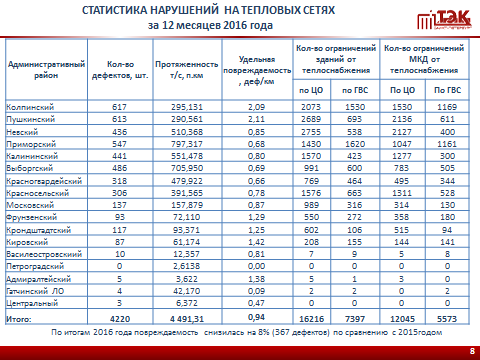 СТАТИСТИКА НАРУШЕНИЙ НА ТЕПЛОВЫХ СЕТЯХ
за 12 месяцев 2016 года
ТЭК
Административный район | Кол-во дефектов, шт. | Протяженность т/с, п.км | Удельная повреждаемость, деф/км | Кол-во ограничений зданий от теплоснабжения | Кол-во ограничений МКД от теплоснабжения
по ЦО | по ГВС | По ЦО | По ГВС
Колпинский 617 295,131 2,09 2073 1530 1530 1169
Пушкинский 613 290,561 2,11 2689 693 2136 611
Невский 436 510,368 0,85 2755 538 2127 400
Приморский 547 797,317 0,68 1430 1620 1047 1161
Калининский 441 551,478 0,80 1570 423 1277 300
Выборгский 486 705,950 0,69 991 600 783 505
Красногвардейский 318 479,922 0,66 769 464 495 344
Красносельский 306 391,565 0,78 1576 663 1311 528
Московский 137 157,879 0,87 989 316 314 130
Фрунзенский 93 72,110 1,29 550 272 358 180
Крондштадтский 117 93,371 1,25 602 106 515 94
Кировский 87 61,174 1,42 208 155 144 141
Василеостровскиий 10 12,357 0,81 7 9 5 8
Петроградский 0 2,6138 0,00 0 0 0 0
Адмиралтейский 5 3,622 1,38 5 1 3 0
Гатчинский ЛО 4 42,170 0,09 2 2 0 2
Центральный 3 6,372 0,47 0 0 0 0
Итого: 4220 4 491,31 0,94 16216 7397 12045 5573
По итогам 2016 года повреждаемость снизилась на 8% (367 дефектов) по сравнению с 2015годом
8